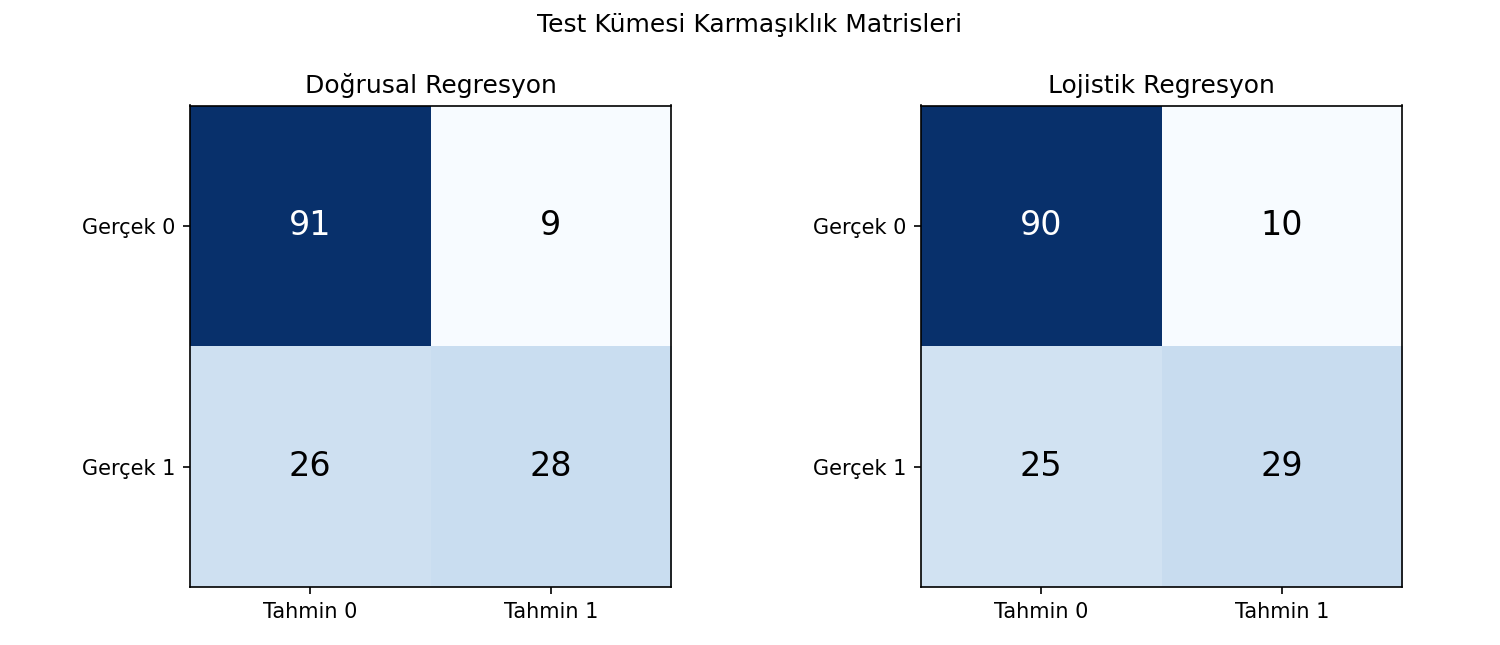 Test Kümesi Karmaşıklık Matrisleri
Doğrusal Regresyon
Gerçek 0
91
9
Gerçek 1
26
28
Tahmin 0
Tahmin 1
Lojistik Regresyon
Gerçek 0
90
10
Gerçek 1
25
29
Tahmin 0
Tahmin 1